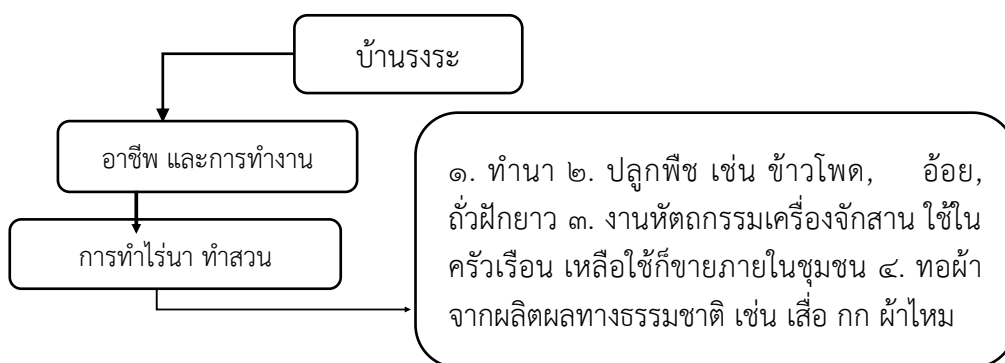 บ้านรงระ
อาชีพ และการทำงาน
การทำไร่นา ทำสวน
๑. ทำนา ๒. ปลูกพืช เช่น ข้าวโพด, อ้อย,
ถั่วฝักยาว ๓. งานหัตถกรรมเครื่องจักสาน ใช้ใน
ครัวเรือน เหลือใช้ก็ขายภายในชุมชน ๔. ทอผ้า
จากผลิตผลทางธรรมชาติ เช่น เสื่อ กก ผ้าไหม